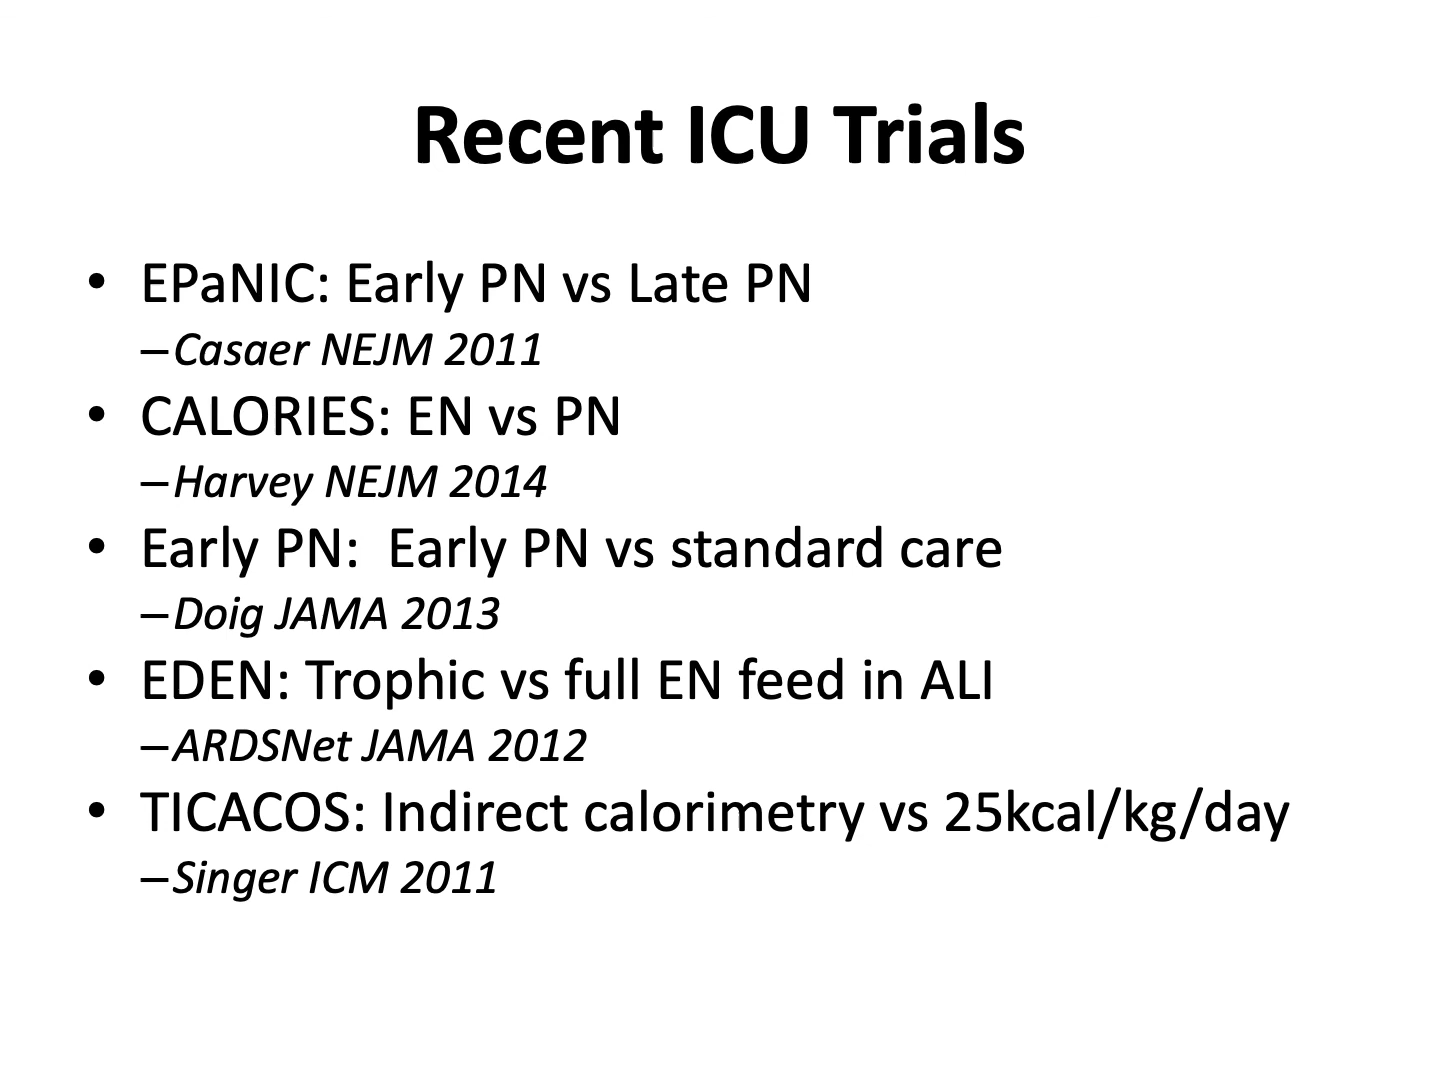 Recent ICU Trials
• EPaNIC: Early PN vs Late PN
–Casaer NEJM 2011
• CALORIES: EN vs PN
–Harvey NEJM 2014
• Early PN:  Early PN vs standard care
–Doig JAMA 2013
• EDEN: Trophic vs full EN feed in ALI
–ARDSNet JAMA 2012
• TICACOS: Indirect calorimetry vs 25kcal/kg/day
–Singer ICM 2011